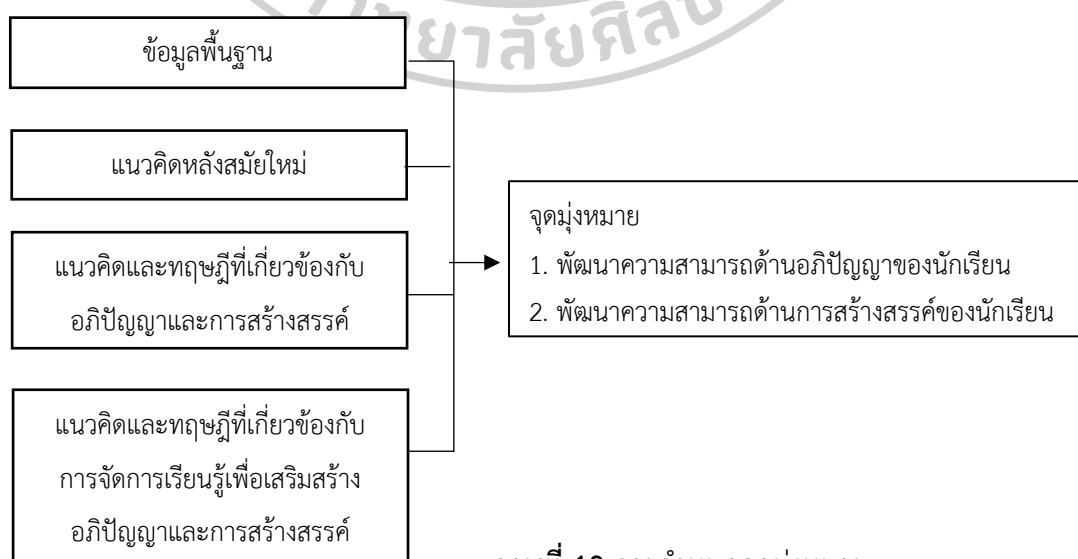 ข้อมูลพื้นฐาน
แนวคิดหลังสมัยใหม่
แนวคิดและทฤษฎีที่เกี่ยวข้องกับ
อภิปัญญาและการสร้างสรรค์
แนวคิดและทฤษฎีที่เกี่ยวข้องกับ
การจัดการเรียนรู้เพื่อเสริมสร้าง
อภิปัญญาและการสร้างสรรค์
จุดมุ่งหมาย
1. พัฒนาความสามารถด้านอภิปัญญาของนักเรียน
2. พัฒนาความสามารถด้านการสร้างสรรค์ของนักเรียน